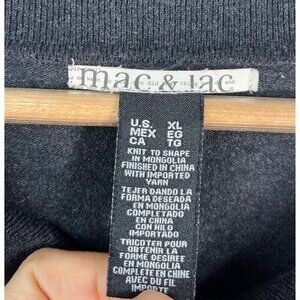 mac & jac
U.S. XL
MEX EG
CA TG
KNIT TO SHAPE
IN MONGOLIA
FINISHED IN CHINA
WITH IMPORTED
YARN
TEJER DANDO LA
FORMA DESEADA
EN MONGOLIA
COMPLETADO
EN CHINA
CON HILO
IMPORTADO
TRICOTER POUR
OBTENIR LA
FORME DESIREE
EN MONGOLIE
COMPLETE EN CHINE
AVEC DU FIL
IMPORTE